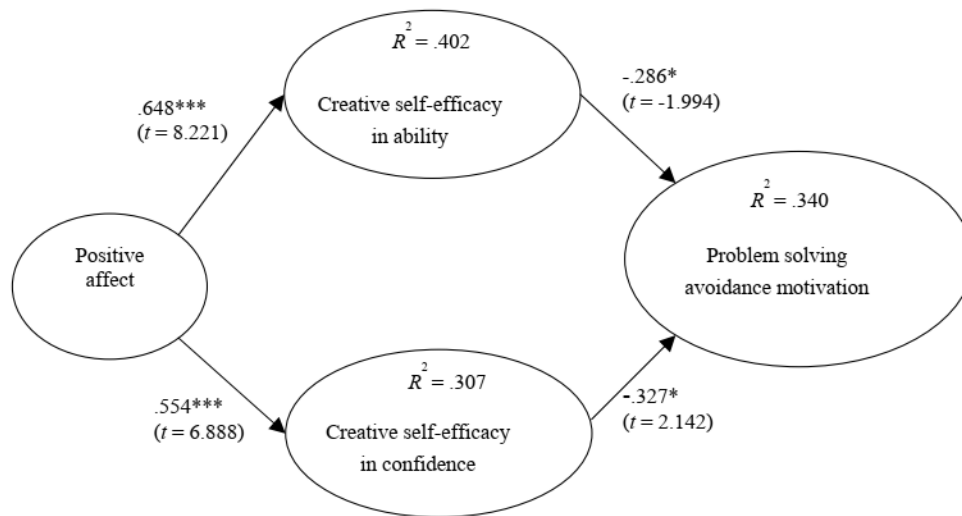 R² = .402
Creative self-efficacy
in ability
.648***
(t = 8.221)
-.286*
(t = -1.994)
R² = .340
Problem solving
avoidance motivation
Positive
affect
R² = .307
Creative self-efficacy
in confidence
.554***
(t = 6.888)
-.327*
(t = 2.142)